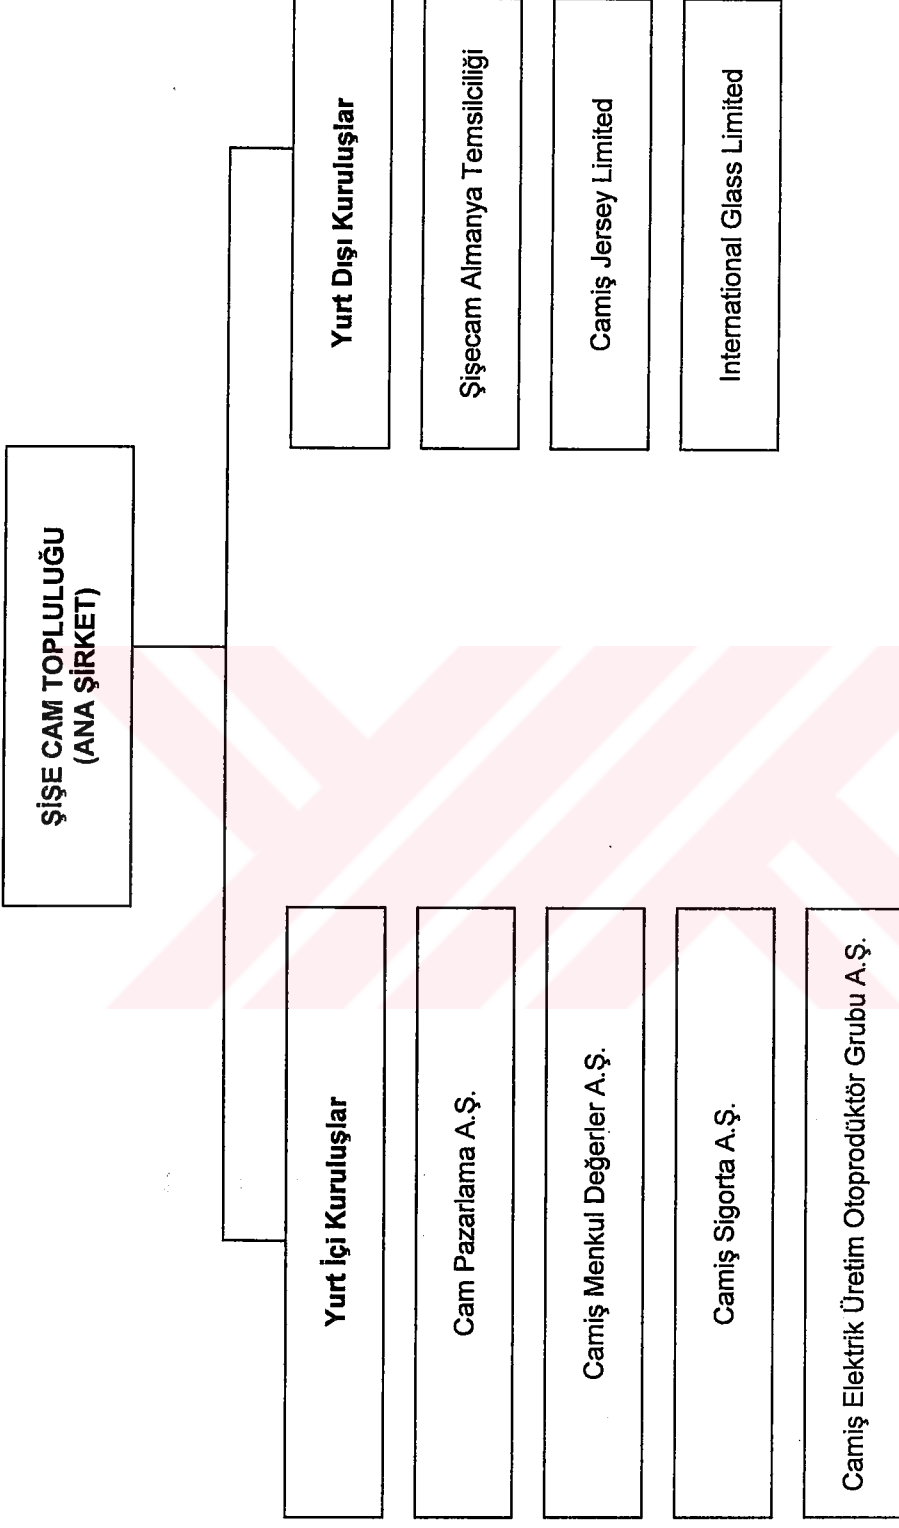 ŞİŞE CAM TOPLULUĞU
(ANA ŞİRKET)
Yurt İçi Kuruluşlar
Cam Pazarlama A.Ş.
Camiş Menkul Değerler A.Ş.
Camiş Sigorta A.Ş.
Camiş Elektrik Üretim Otoprodüktör Grubu A.Ş.
Yurt Dışı Kuruluşlar
Şişecam Almanya Temsilciliği
Camiş Jersey Limited
International Glass Limited